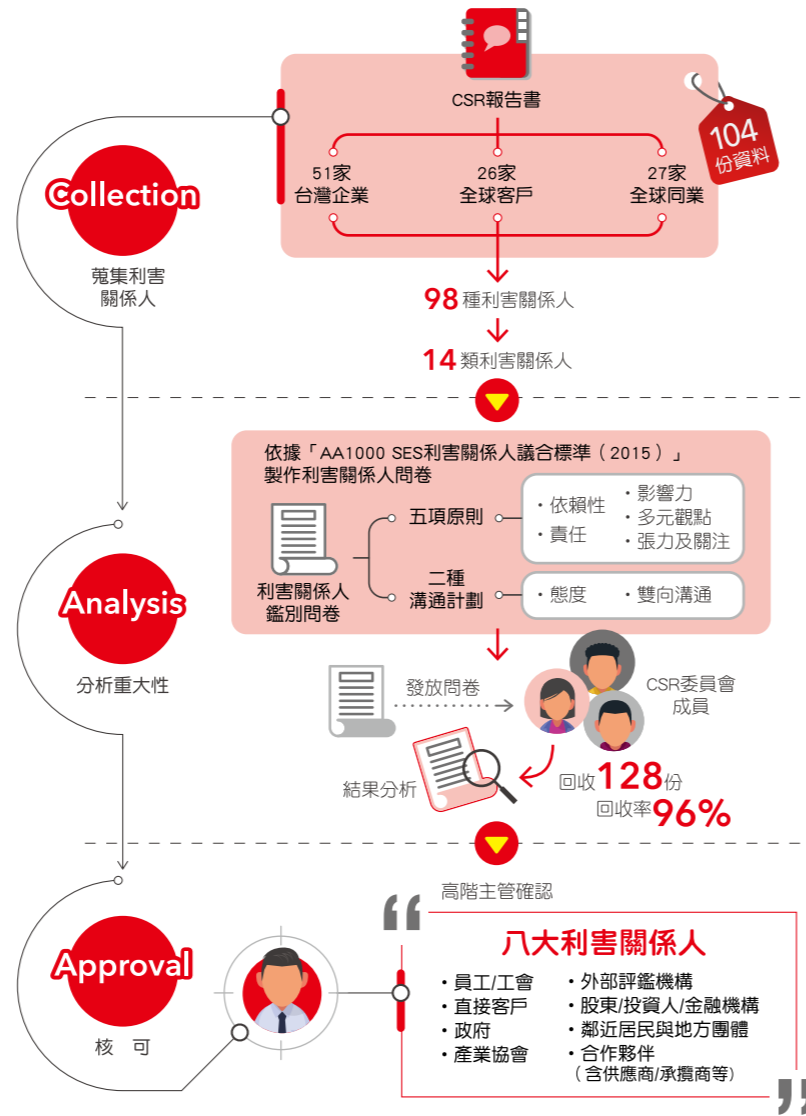 CSR報告書
104
份資料
51家
台灣企業
26家
全球客戶
27家
全球同業
Collection
蒐集利害
關係人
98種利害關係人
14類利害關係人
依據「AA1000 SES利害關係人議合標準（2015）」
製作利害關係人問卷
利害關係人
鑑別問卷
五項原則
・依賴性
・責任
・影響力
・多元觀點
・張力及關注
二種
溝通計劃
・態度
・雙向溝通
Analysis
分析重大性
發放問卷
CSR委員會
成員
結果分析
回收128份
回收率96%
高階主管確認
Approval
核 可
八大利害關係人
・員工/工會
・直接客戶
・政府
・產業協會
・外部評鑑機構
・股東/投資人/金融機構
・鄰近居民與地方團體
・合作夥伴
（含供應商/承攬商等）